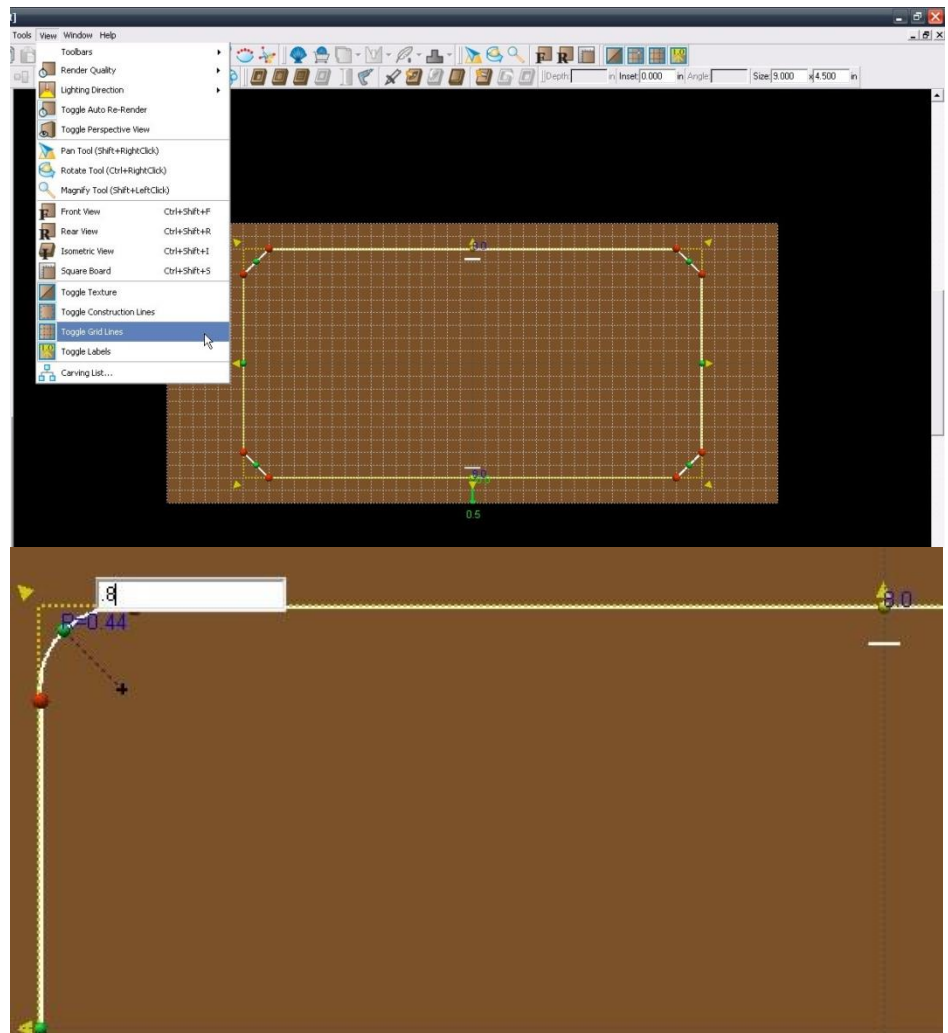 Tools View Window Help
Toolbars
Render Quality
Lighting Direction
Toggle Auto Re-Render
Toggle Perspective View
Pan Tool (Shift+RightClick)
Rotate Tool (Ctrl+RightClick)
Magnify Tool (Shift+LeftClick)
Front View Ctrl+Shift+F
Rear View Ctrl+Shift+R
Isometric View Ctrl+Shift+I
Square Board Ctrl+Shift+S
Toggle Texture
Toggle Construction Lines
Toggle Grid Lines
Toggle Labels
Carving List...
Depth: in Inset: 0.000 in Angle: Size: 9.000 x 4.500 in
0.5
.8
R=0.44